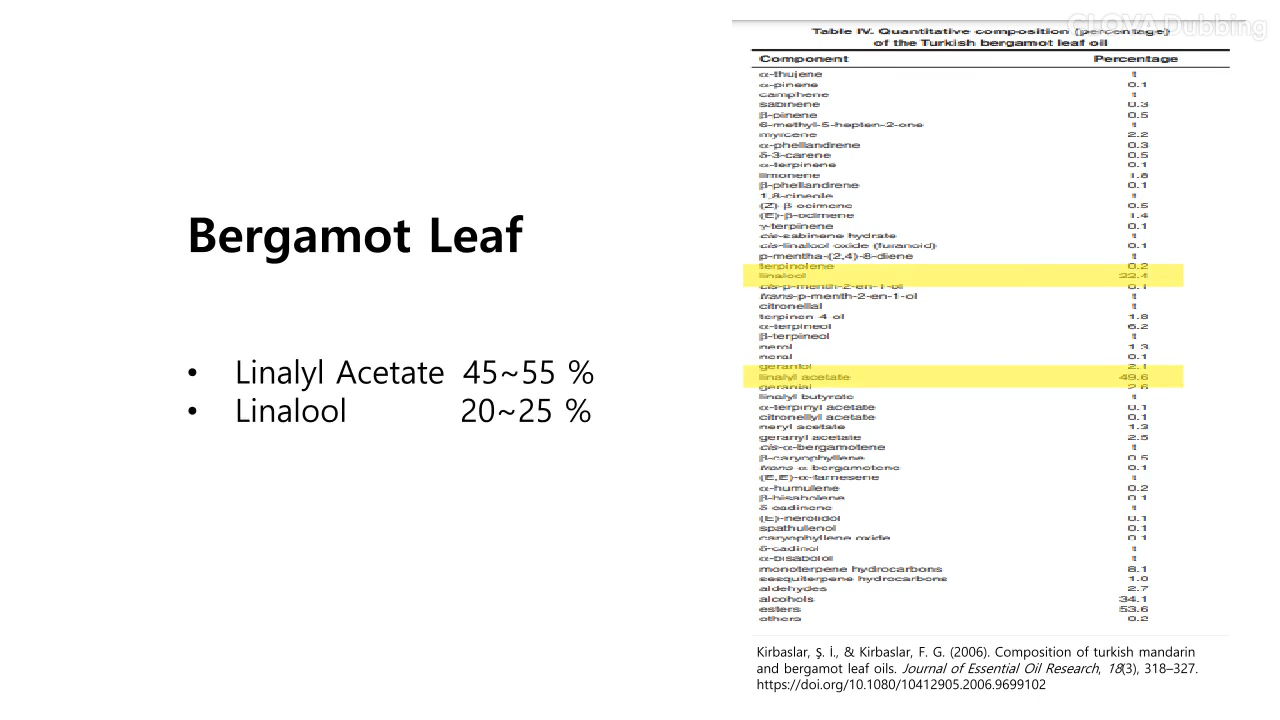 CLOVA Dubbing
Bergamot Leaf
• Linalyl Acetate 45~55 %
• Linalool 20~25 %
Table IV. Quantitative composition (percentage)
of the Turkish bergamot leaf oil
Component Percentage
α-thujene t
α-pinene 0.1
camphene t
sabinene 0.3
β-pinene 0.5
6-methyl-5-hepten-2-one t
myrcene 2.2
α-phellandrene 0.3
δ-3-carene 0.5
α-terpinene 0.1
limonene 1.8
β-phellandrene 0.1
1,8-cineole t
(Z)-β-ocimene 0.5
(E)-β-ocimene 1.4
γ-terpinene 0.1
cis-sabinene hydrate t
cis-linalool oxide (furanoid) 0.1
p-mentha-(2,4)-8-diene t
terpinolene 0.2
linalool 22.4
cis-p-menth-2-en-1-ol 0.1
trans-p-menth-2-en-1-ol t
citronellal t
terpinen-4-ol 1.8
α-terpineol 6.2
β-terpineol t
nerol 1.3
neral 0.1
geraniol 2.1
linalyl acetate 49.6
geranial 2.6
linalyl butyrate t
α-terpinyl acetate 0.1
citronellyl acetate 0.1
neryl acetate 1.3
geranyl acetate 2.5
cis-α-bergamotene t
β-caryophyllene 0.5
trans-α-bergamotene 0.1
(E,E)-α-farnesene t
α-humulene 0.2
β-bisabolene 0.1
δ-cadinene t
(E)-nerolidol 0.1
spathulenol 0.1
caryophyllene oxide 0.1
δ-cadinol t
α-bisabolol t
monoterpene hydrocarbons 8.1
sesquiterpene hydrocarbons 1.0
aldehydes 2.7
alcohols 34.1
esters 53.6
others 0.2
Kirbaslar, Ş. İ., & Kirbaslar, F. G. (2006). Composition of turkish mandarin
and bergamot leaf oils. Journal of Essential Oil Research, 18(3), 318–327.
https://doi.org/10.1080/10412905.2006.9699102